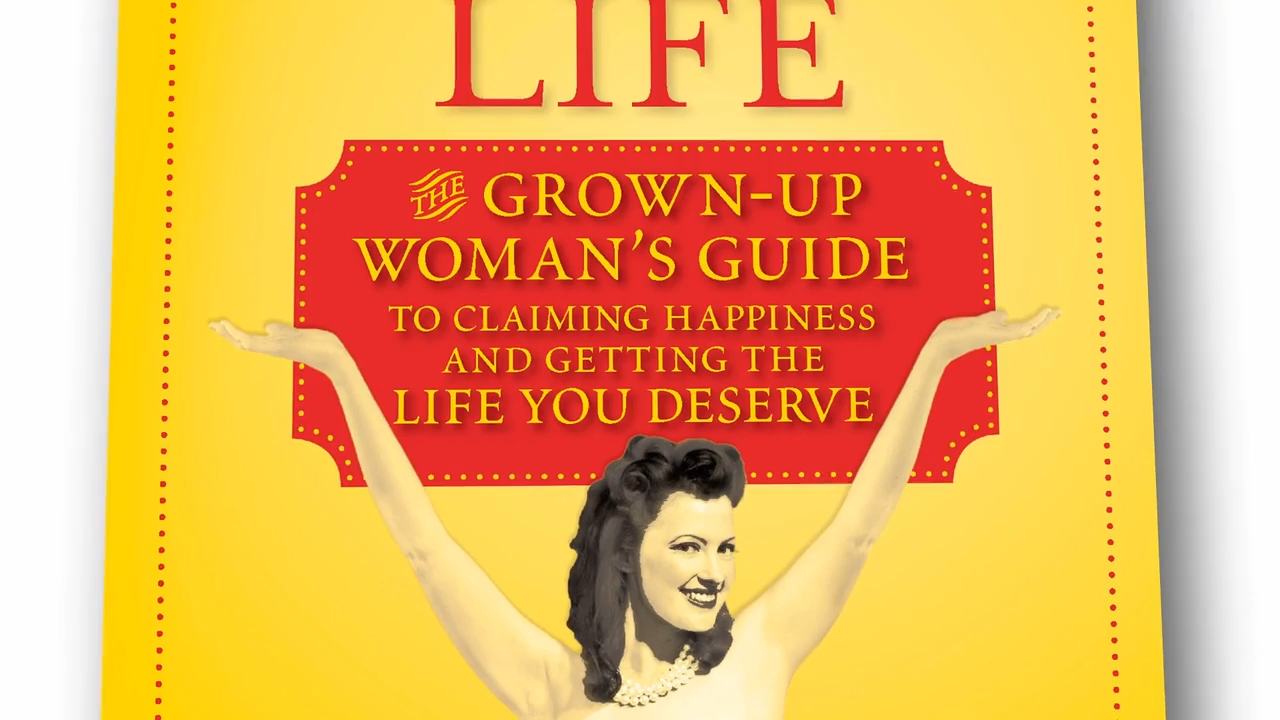 LIFE
THE GROWN-UP
WOMAN'S GUIDE
TO CLAIMING HAPPINESS
AND GETTING THE
LIFE YOU DESERVE